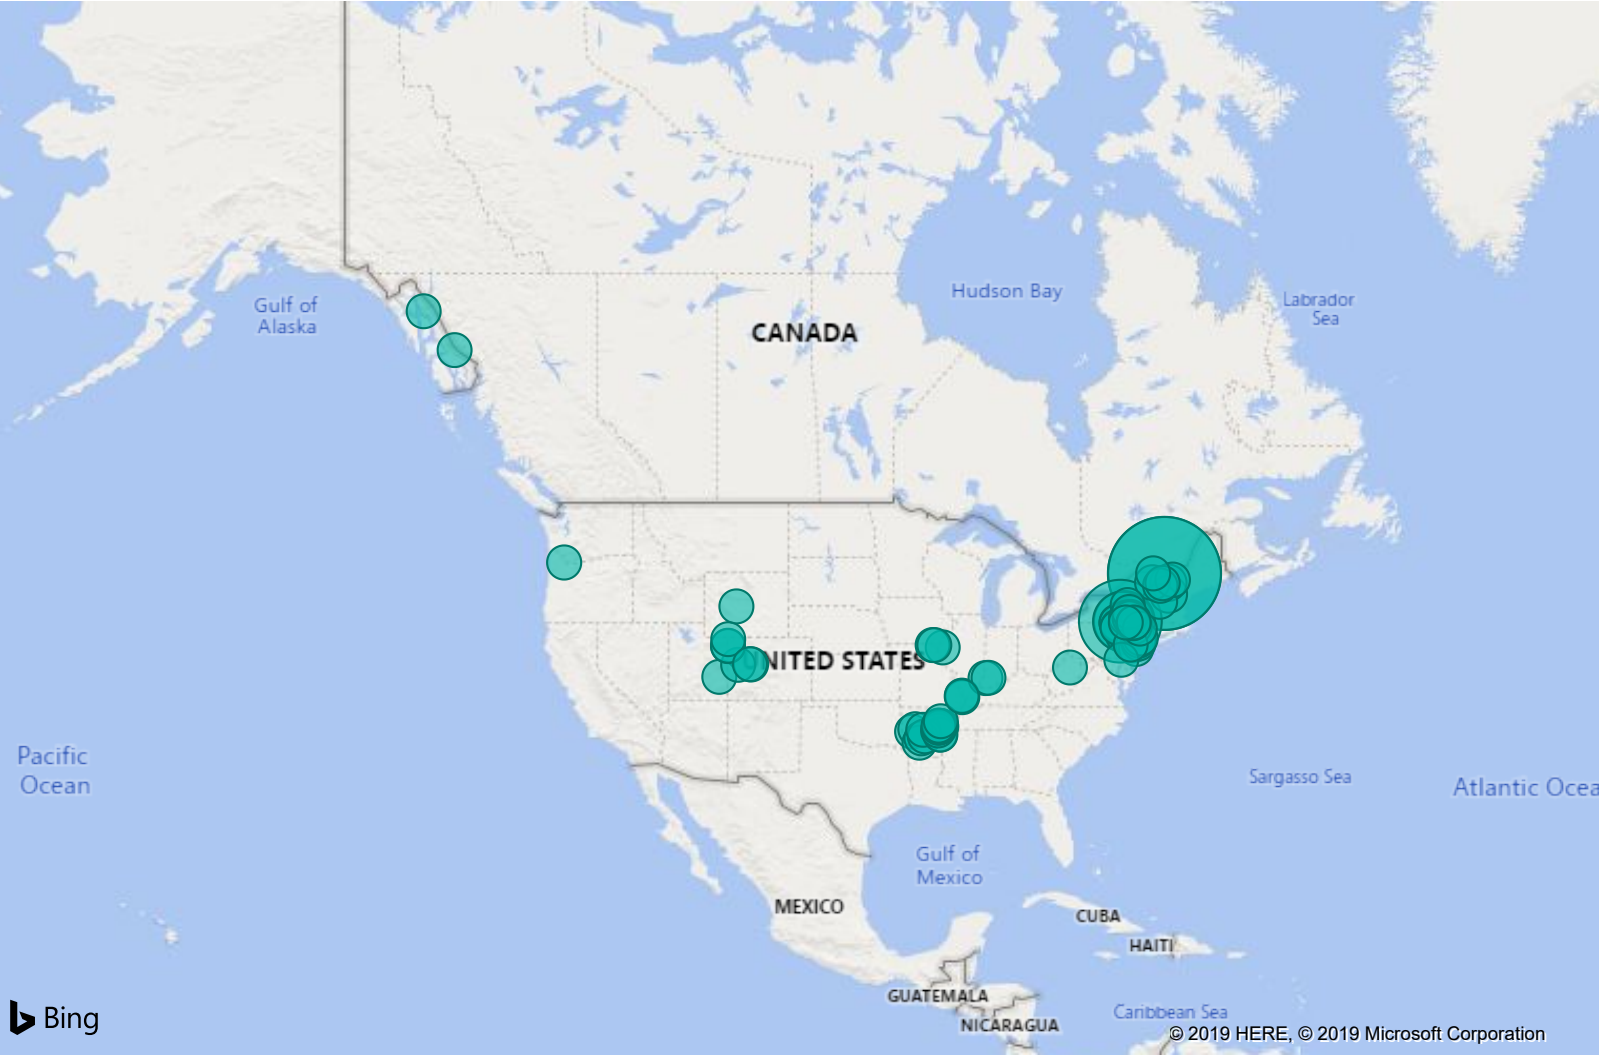 Hudson Bay
Labrador
Sea
Gulf of
Alaska
CANADA
UNITED STATES
Pacific
Ocean
Sargasso Sea
Atlantic Ocea
Gulf of
Mexico
MEXICO
CUBA
HAITI
GUATEMALA
NICARAGUA
Caribbean Sea
Bing
© 2019 HERE, © 2019 Microsoft Corporation